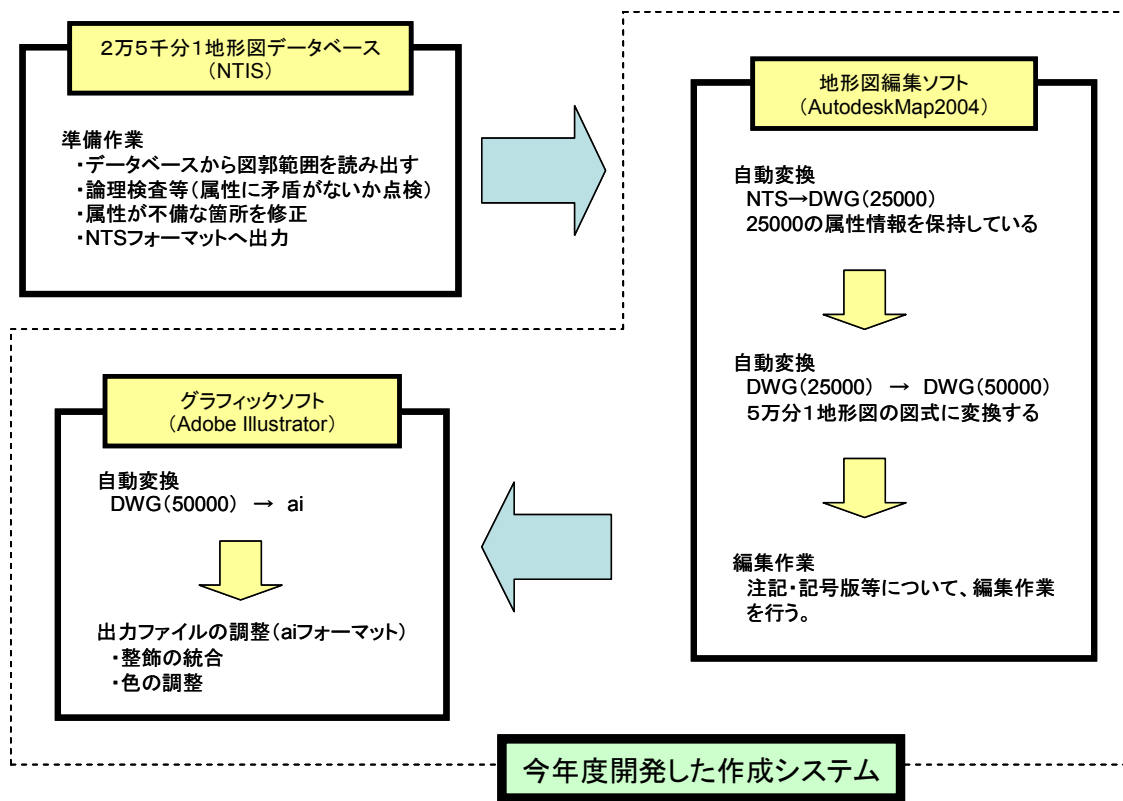 ２万５千分１地形図データベース
（NTIS）
準備作業
・データベースから図郭範囲を読み出す
・論理検査等（属性に矛盾がないか点検）
・属性が不備な箇所を修正
・NTSフォーマットへ出力
地形図編集ソフト
（AutodeskMap2004）
自動変換
NTS→DWG（25000）
25000の属性情報を保持している
自動変換
DWG（25000） → DWG（50000）
５万分１地形図の図式に変換する
編集作業
注記・記号版等について、編集作業
を行う。
グラフィックソフト
（Adobe Illustrator）
自動変換
DWG（50000） → ai
出力ファイルの調整（aiフォーマット）
・整飾の統合
・色の調整
今年度開発した作成システム